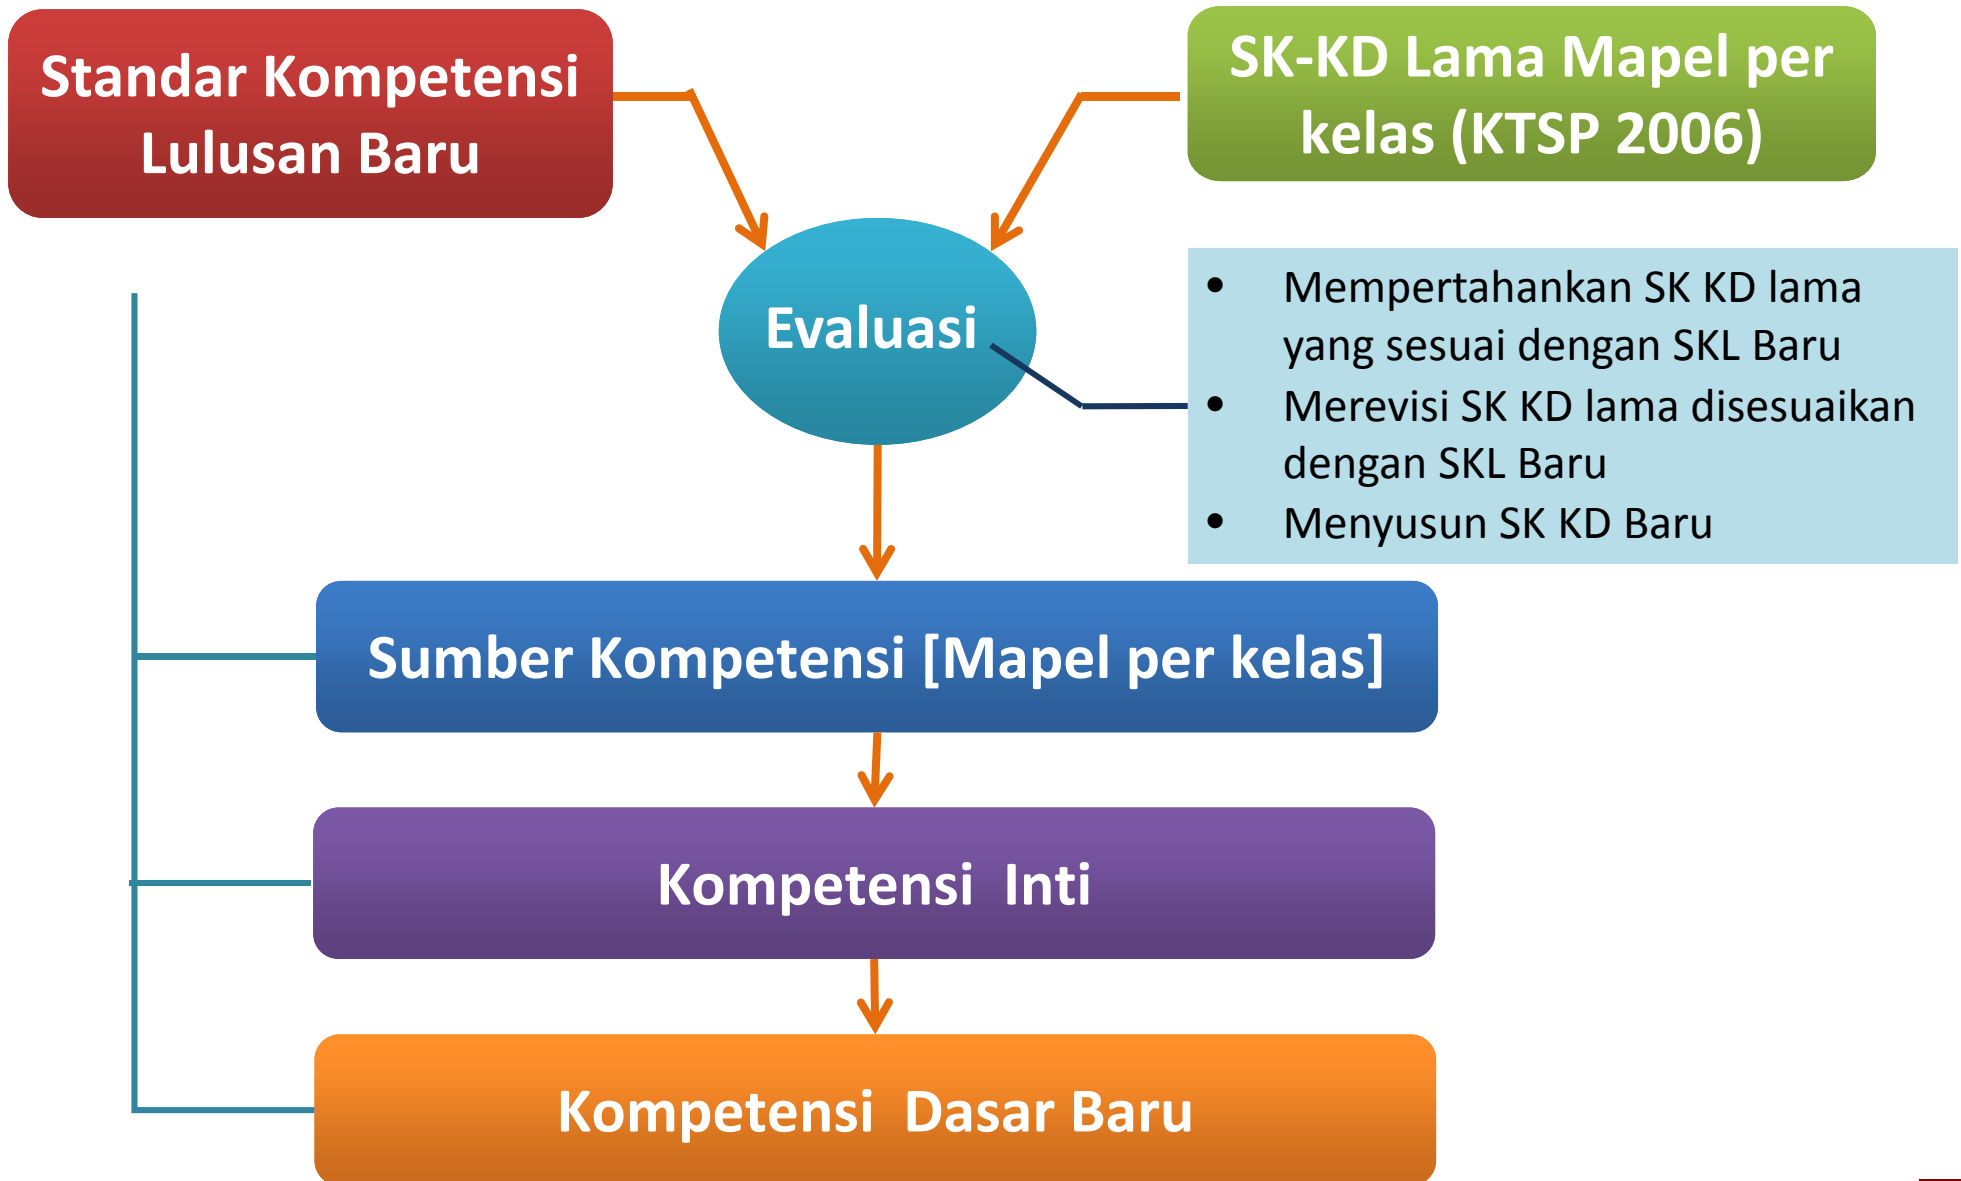 Standar Kompetensi
Lulusan Baru
SK-KD Lama Mapel per
kelas (KTSP 2006)
Evaluasi
• Mempertahankan SK KD lama
yang sesuai dengan SKL Baru
• Merevisi SK KD lama disesuaikan
dengan SKL Baru
• Menyusun SK KD Baru
Sumber Kompetensi [Mapel per kelas]
Kompetensi Inti
Kompetensi Dasar Baru